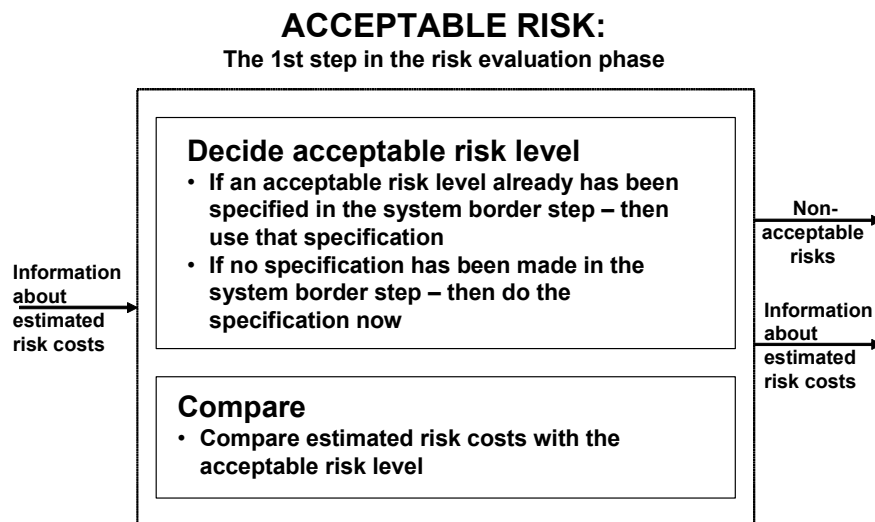 ACCEPTABLE RISK:
The 1st step in the risk evaluation phase
Decide acceptable risk level
• If an acceptable risk level already has been
specified in the system border step – then
use that specification
• If no specification has been made in the
system border step – then do the
specification now
Information
about
estimated
risk costs
Non-
acceptable
risks
Information
about
estimated
risk costs
Compare
• Compare estimated risk costs with the
acceptable risk level